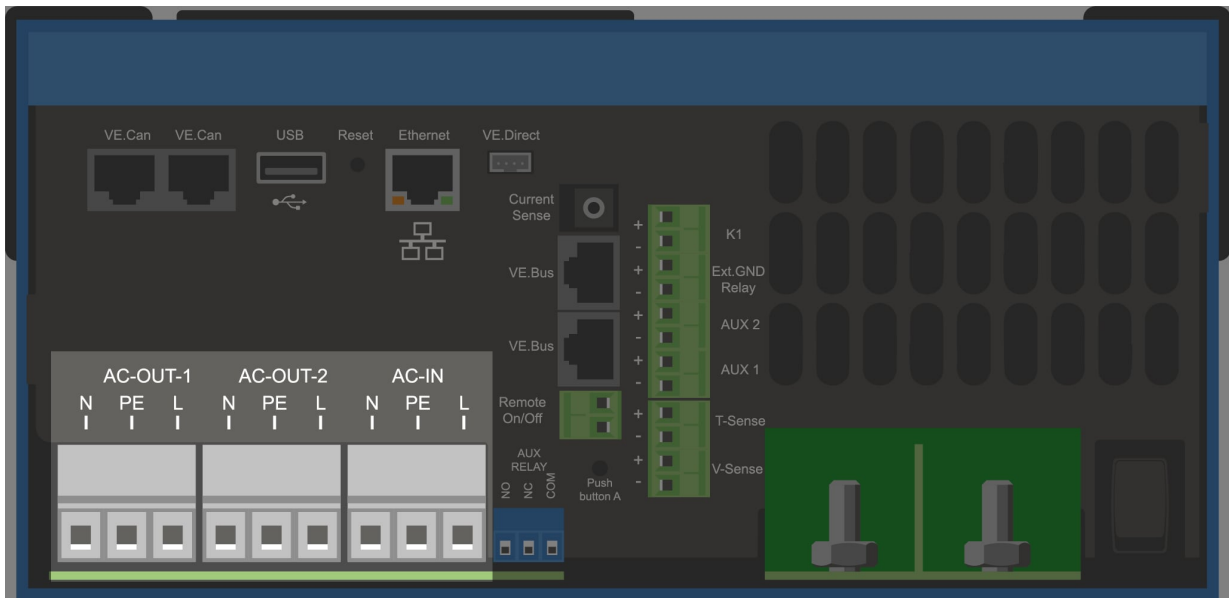 VE.Can VE.Can USB Reset Ethernet VE.Direct
Current
Sense
+
-
K1
VE.Bus
+
-
Ext.GND
Relay
+
-
AUX 2
VE.Bus
+
-
AUX 1
AC-OUT-1 AC-OUT-2 AC-IN
N PE L N PE L N PE L
Remote
On/Off
+
-
T-Sense
AUX
RELAY
+
-
V-Sense
NO NC COM
Push
button A